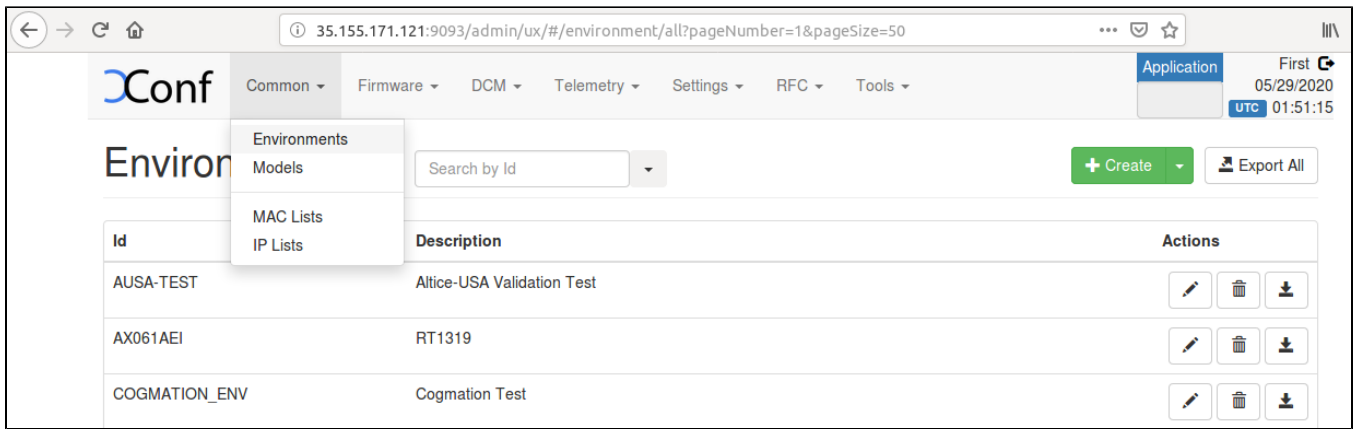 35.155.171.121:9093/admin/ux/#/environment/all?pageNumber=1&pageSize=50
XConf Common Firmware DCM Telemetry Settings RFC Tools Application First
05/29/2020
UTC 01:51:15
Environments
Models
MAC Lists
IP Lists
Environ Search by Id Create Export All
Id Description Actions
AUSA-TEST Altice-USA Validation Test
AX061AEI RT1319
COGMATION_ENV Cogmation Test